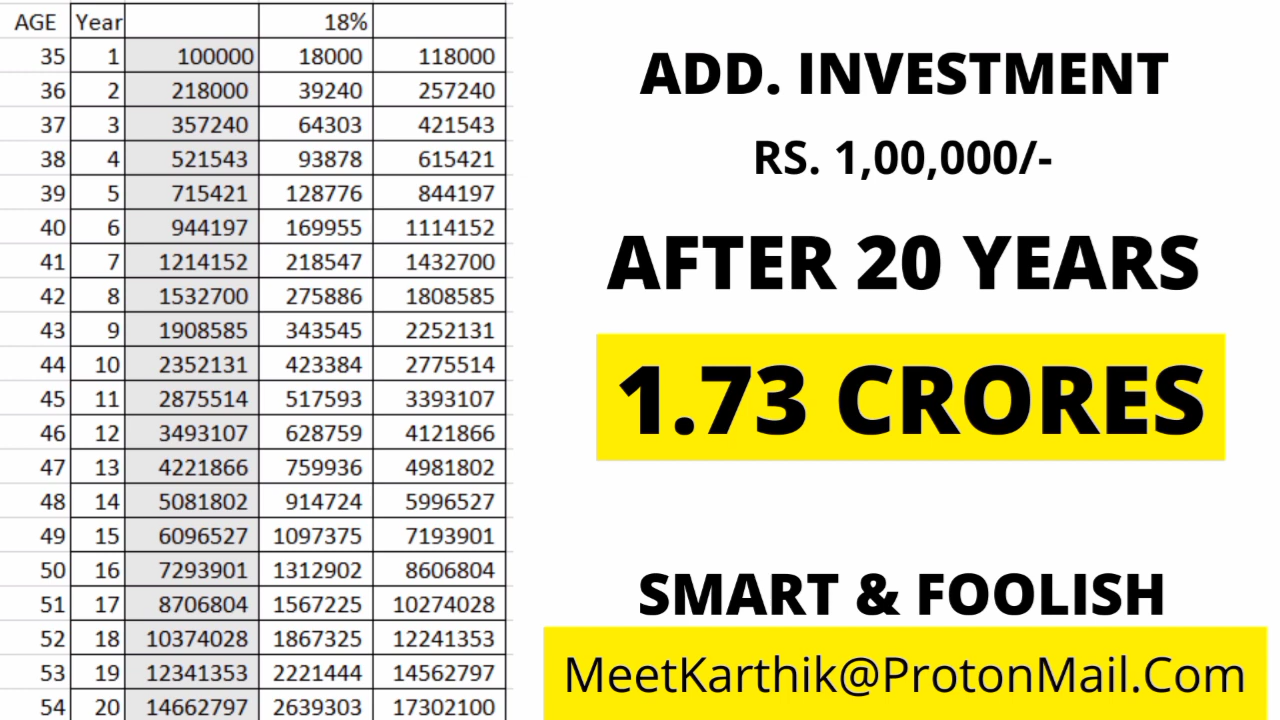 AGE Year 18%
35 1 100000 18000 118000
36 2 218000 39240 257240
37 3 357240 64303 421543
38 4 521543 93878 615421
39 5 715421 128776 844197
40 6 944197 169955 1114152
41 7 1214152 218547 1432700
42 8 1532700 275886 1808585
43 9 1908585 343545 2252131
44 10 2352131 423384 2775514
45 11 2875514 517593 3393107
46 12 3493107 628759 4121866
47 13 4221866 759936 4981802
48 14 5081802 914724 5996527
49 15 6096527 1097375 7193901
50 16 7293901 1312902 8606804
51 17 8706804 1567225 10274028
52 18 10374028 1867325 12241353
53 19 12341353 2221444 14562797
54 20 14662797 2639303 17302100
ADD. INVESTMENT
RS. 1,00,000/-
AFTER 20 YEARS
1.73 CRORES
SMART & FOOLISH
MeetKarthik@ProtonMail.Com